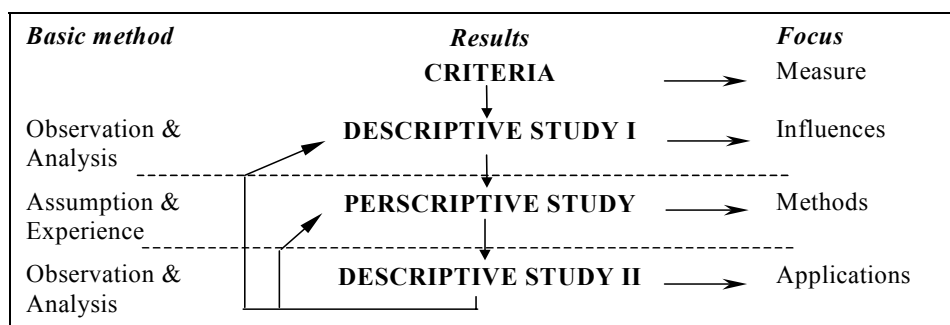 Basic method Results Focus
CRITERIA Measure
Observation & DESCRIPTIVE STUDY I Influences
Analysis
Assumption & PERSCRIPTIVE STUDY Methods
Experience
Observation & DESCRIPTIVE STUDY II Applications
Analysis